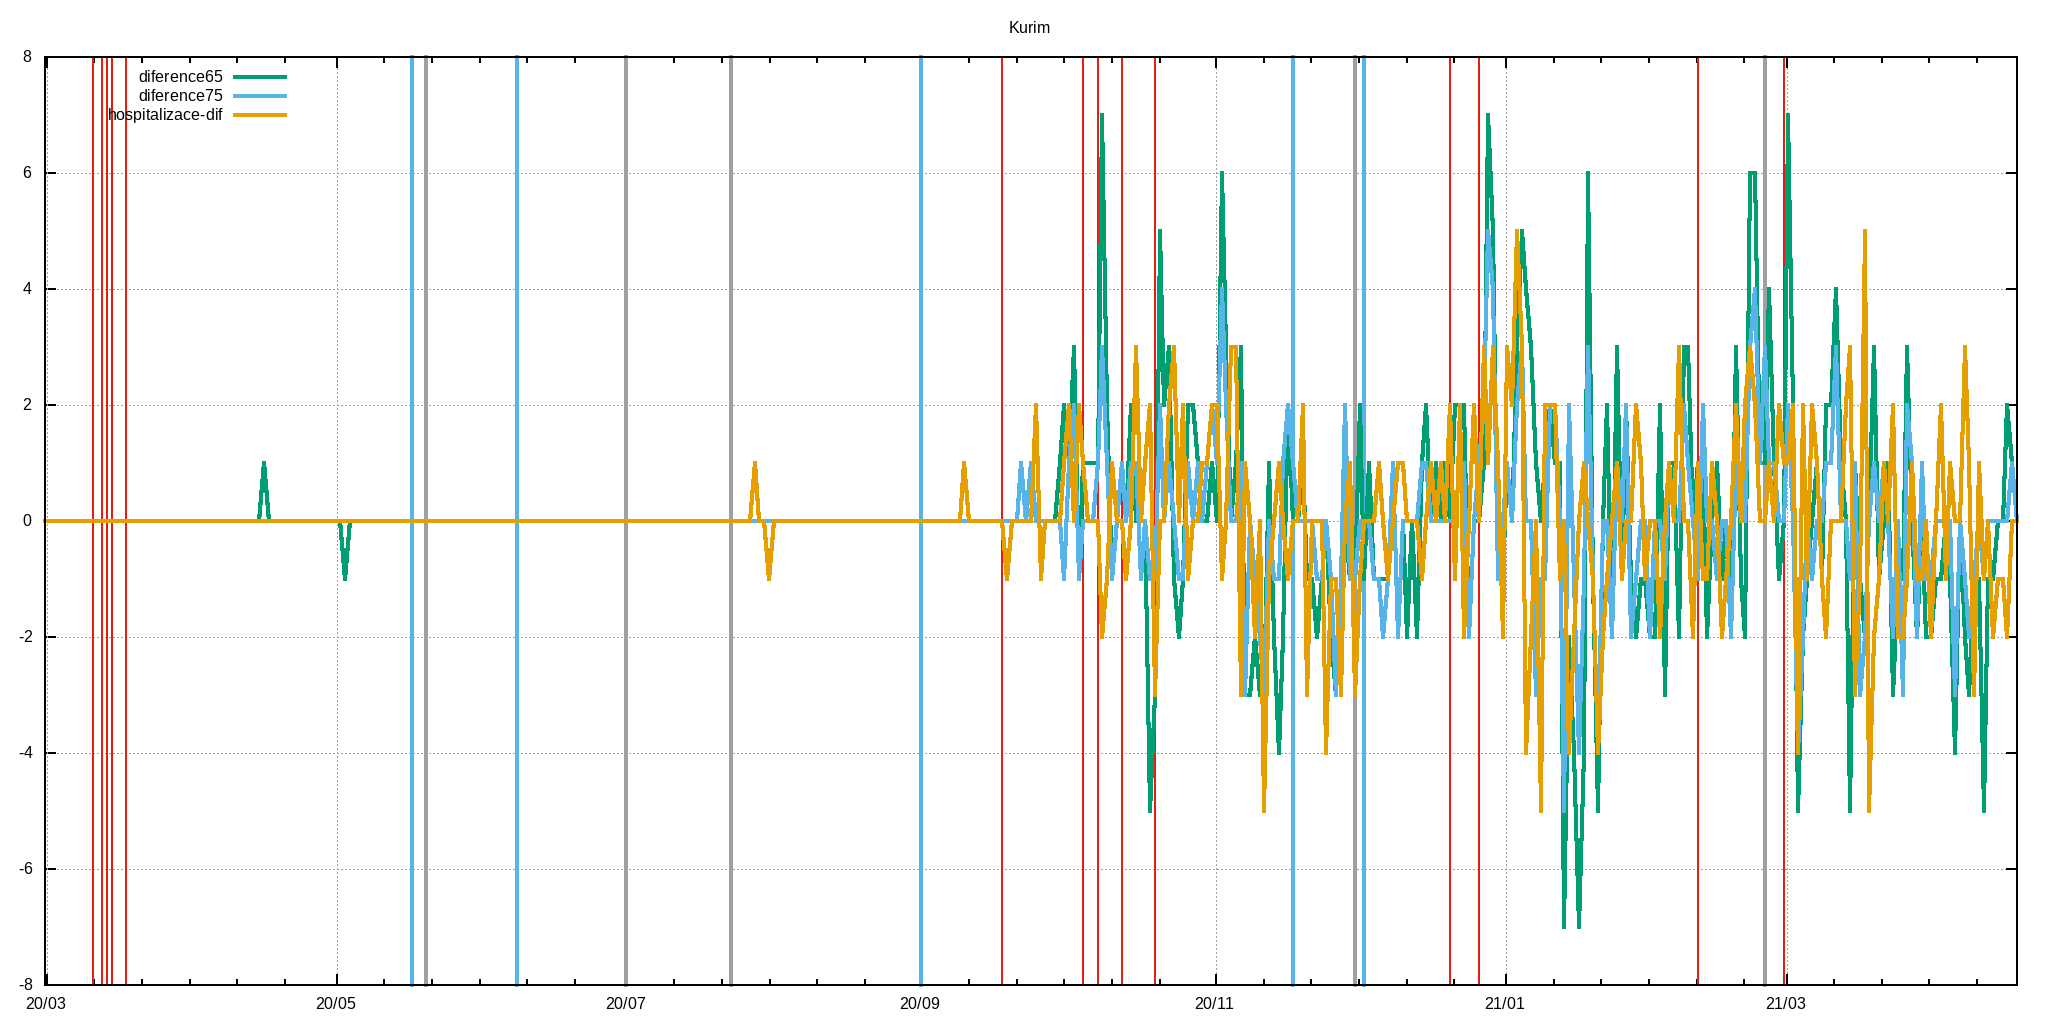 Kurim
8
diference65
diference75
hospitalizace-dif
6
4
2
0
-2
-4
-6
-8
20/03 20/05 20/07 20/09 20/11 21/01 21/03